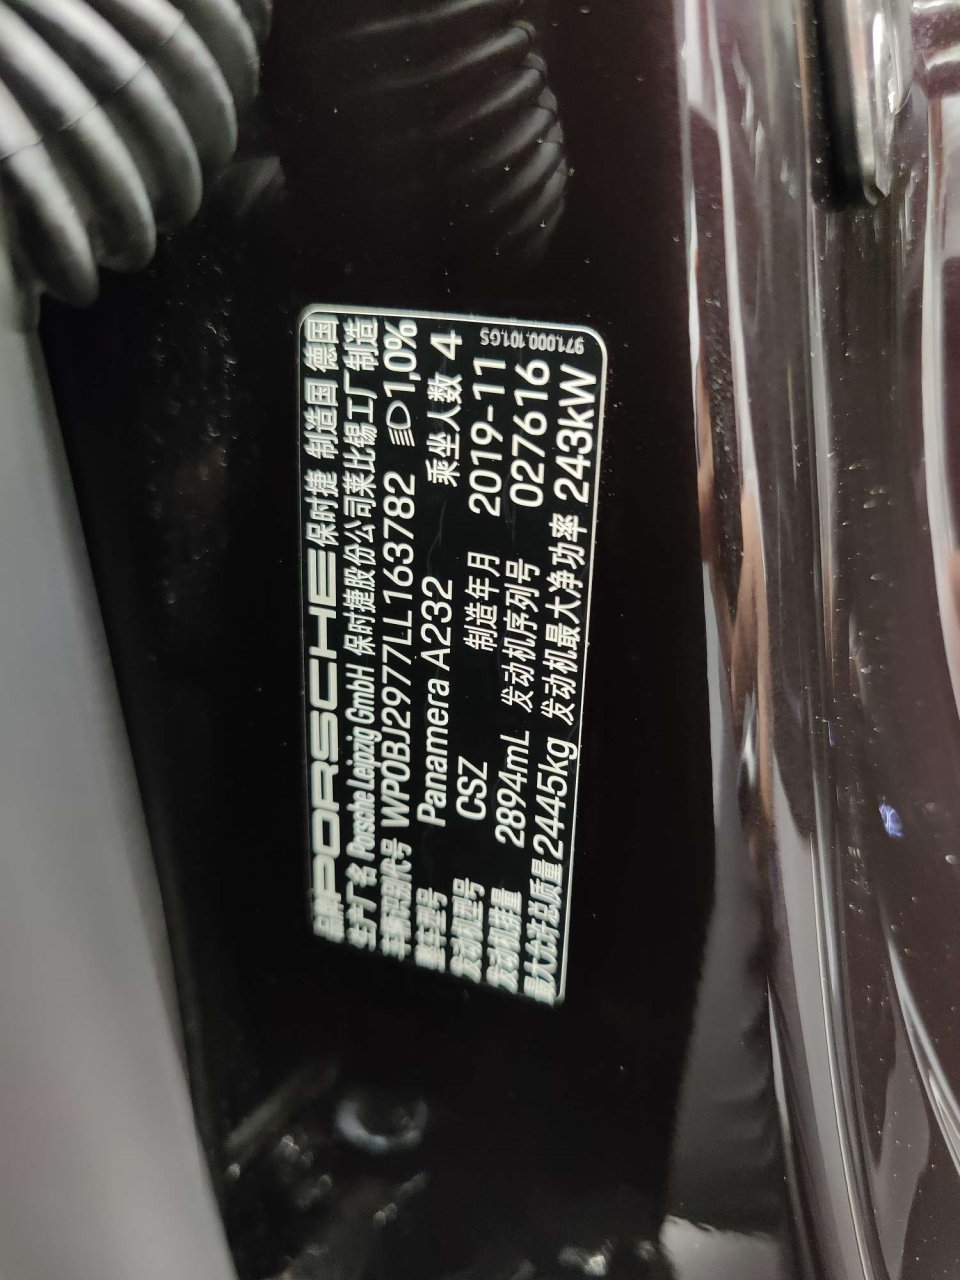 品牌 PORSCHE 保时捷 制造国 德国
生产厂名 Porsche Leipzig GmbH 保时捷股份公司莱比锡工厂制造
车辆识别代号 WP0BJ2977LL163782 1,0%
整车型号 Panamera A232 乘坐人数 4
发动机型号 CSZ 制造年月 2019-11
发动机排量 2894mL 发动机序列号 027616
最大允许总质量 2445kg 发动机最大净功率 243kW
971.000.101.GS